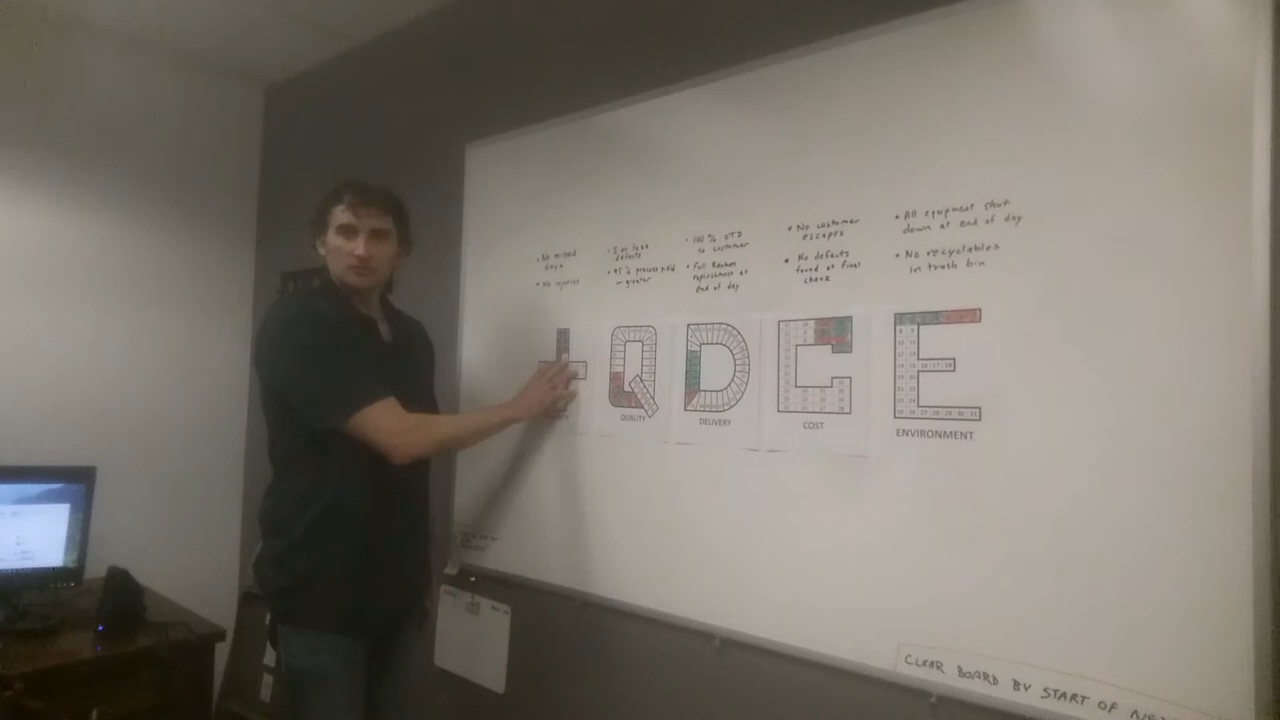 • No missed
days
• No injuries
• 5 or less
defects
• 95% process yield
or greater
• 100% OTD
to customer
• Full Kanban
replenishment at
end of day
• No customer
escapes
• No defects
found at final
check
• All equipment shut
down at end of day
• No recyclables
in trash bin
QUALITY
DELIVERY
COST
ENVIRONMENT
CLEAR BOARD BY START OF